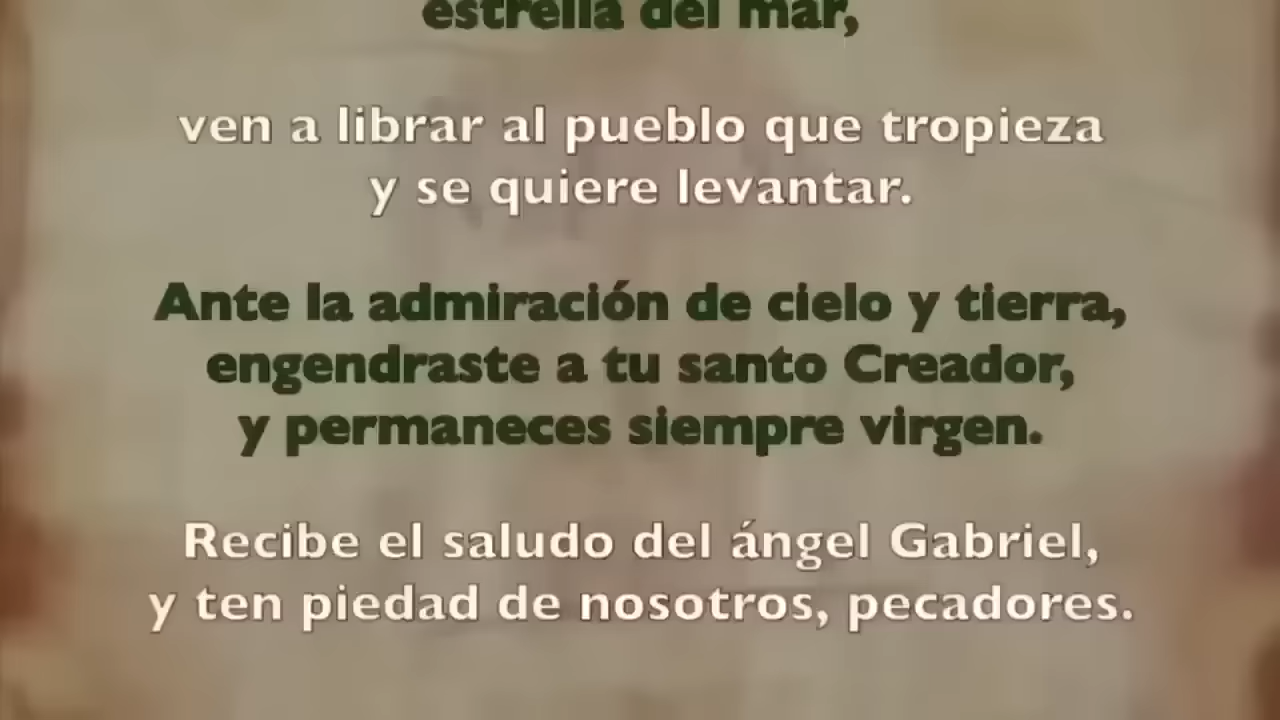 estrella del mar,
ven a librar al pueblo que tropieza
y se quiere levantar.
Ante la admiración de cielo y tierra,
engendraste a tu santo Creador,
y permaneces siempre virgen.
Recibe el saludo del ángel Gabriel,
y ten piedad de nosotros, pecadores.